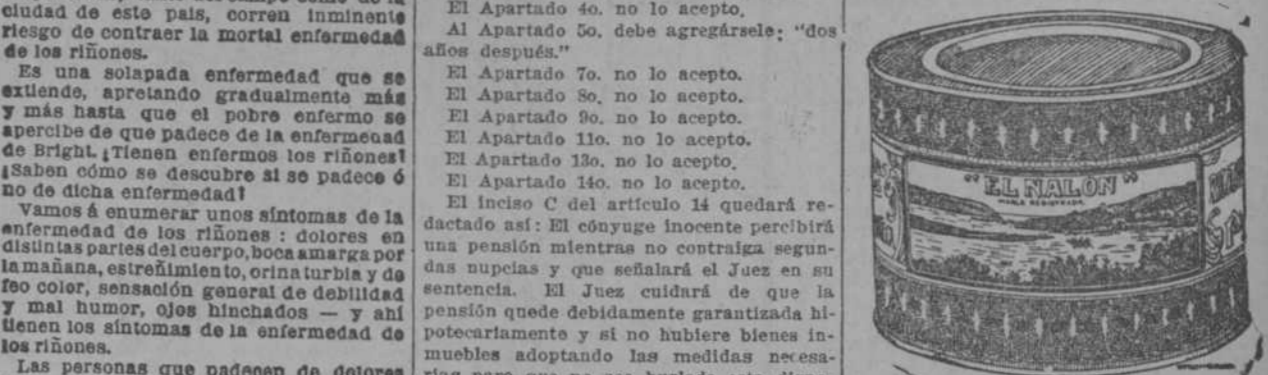 ciudad de este pais, corren inminente
riesgo de contraer la mortal enfermedad
de los riñones.
Es una solapada enfermedad que se
extiende, apretando gradualmente más
y más hasta que el pobre enfermo se
apercibe de que padece de la enfermedad
de Bright. ¿Tienen enfermos los riñones?
¿Saben cómo se descubre si se padece ó
no de dicha enfermedad?
Vamos á enumerar unos síntomas de la
enfermedad de los riñones : dolores en
distintas partes del cuerpo, boca amarga por
la mañana, estreñimiento, orina turbia y de
feo color, sensación general de debilidad
y mal humor, ojos hinchados — y ahí
tienen los síntomas de la enfermedad de
los riñones.
Las personas que padecen de dolores
El Apartado 4o. no lo acepto.
Al Apartado 5o. debe agregársele: "dos
años después."
El Apartado 7o. no lo acepto.
El Apartado 8o. no lo acepto.
El Apartado 9o. no lo acepto.
El Apartado 11o. no lo acepto.
El Apartado 13o. no lo acepto.
El Apartado 14o. no lo acepto.
El inciso C del artículo 14 quedará re-
dactado así: El cónyuge inocente percibirá
una pensión mientras no contraiga segun-
das nupcias y que señalará el Juez en su
sentencia. El Juez cuidará de que la
pensión quede debidamente garantizada hi-
potecariamente y si no hubiere bienes in-
muebles adoptando las medidas necesa-
"EL NALON"
MARCA REGISTRADA